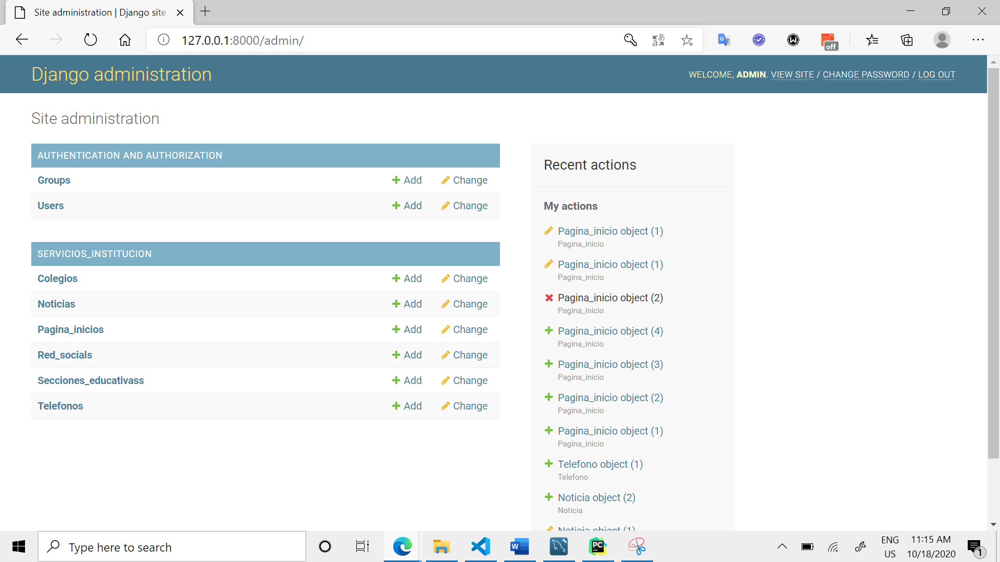 Site administration | Django site
127.0.0.1:8000/admin/
off
Django administration
WELCOME, ADMIN. VIEW SITE / CHANGE PASSWORD / LOG OUT
Site administration
AUTHENTICATION AND AUTHORIZATION
Groups Add Change
Users Add Change
SERVICIOS_INSTITUCION
Colegios Add Change
Noticias Add Change
Pagina_inicios Add Change
Red_socials Add Change
Secciones_educativass Add Change
Telefonos Add Change
Recent actions
My actions
Pagina_inicio object (1)
Pagina_inicio
Pagina_inicio object (1)
Pagina_inicio
Pagina_inicio object (2)
Pagina_inicio
Pagina_inicio object (4)
Pagina_inicio
Pagina_inicio object (3)
Pagina_inicio
Pagina_inicio object (2)
Pagina_inicio
Pagina_inicio object (1)
Pagina_inicio
Telefono object (1)
Telefono
Noticia object (2)
Noticia
Noticia object (1)
Type here to search
ENG
US
11:15 AM
10/18/2020
1